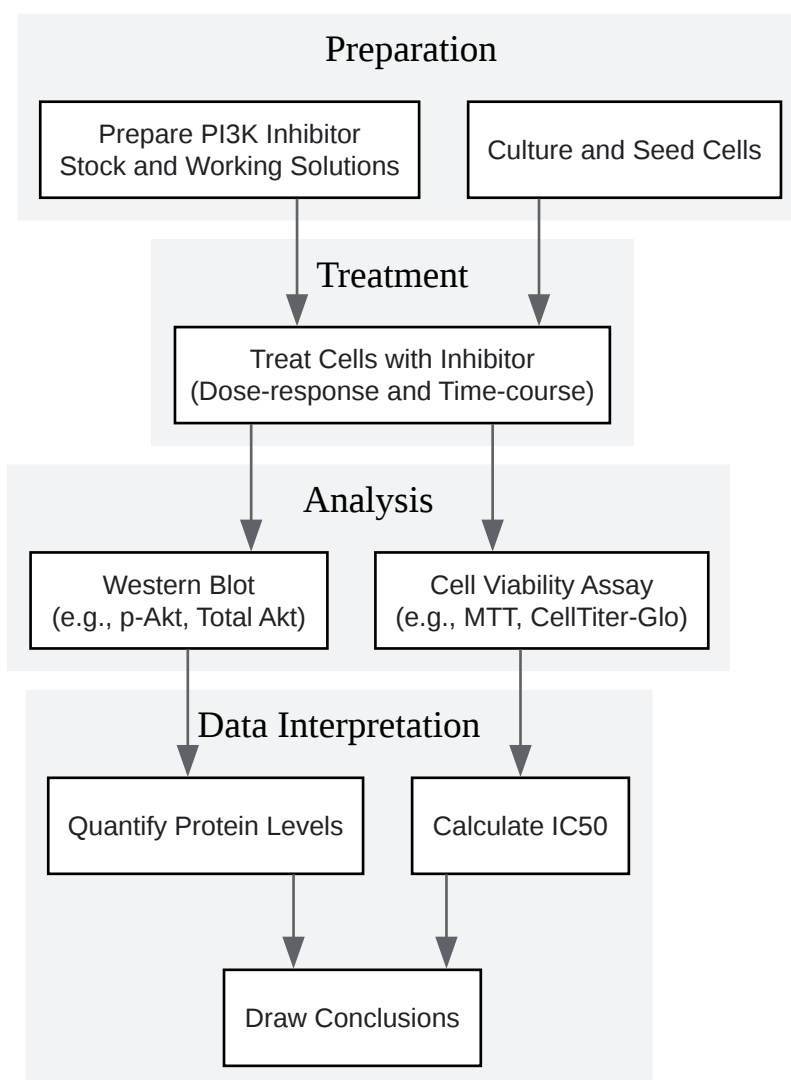 Preparation
Prepare PI3K Inhibitor
Stock and Working Solutions
Culture and Seed Cells
Treatment
Treat Cells with Inhibitor
(Dose-response and Time-course)
Analysis
Western Blot
(e.g., p-Akt, Total Akt)
Cell Viability Assay
(e.g., MTT, CellTiter-Glo)
Data Interpretation
Quantify Protein Levels
Calculate IC50
Draw Conclusions